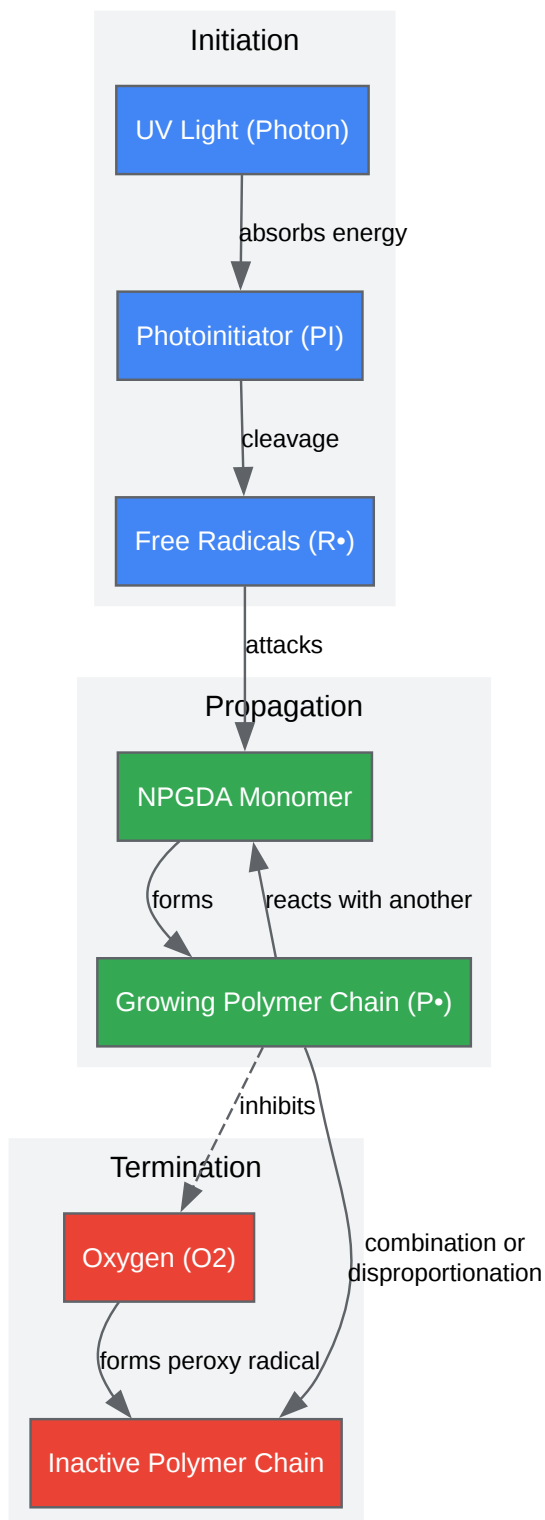 Initiation
UV Light (Photon)
absorbs energy
Photoinitiator (PI)
cleavage
Free Radicals (R•)
attacks
Propagation
NPGDA Monomer
forms
reacts with another
Growing Polymer Chain (P•)
inhibits
Termination
Oxygen (O2)
combination or
disproportionation
forms peroxy radical
Inactive Polymer Chain